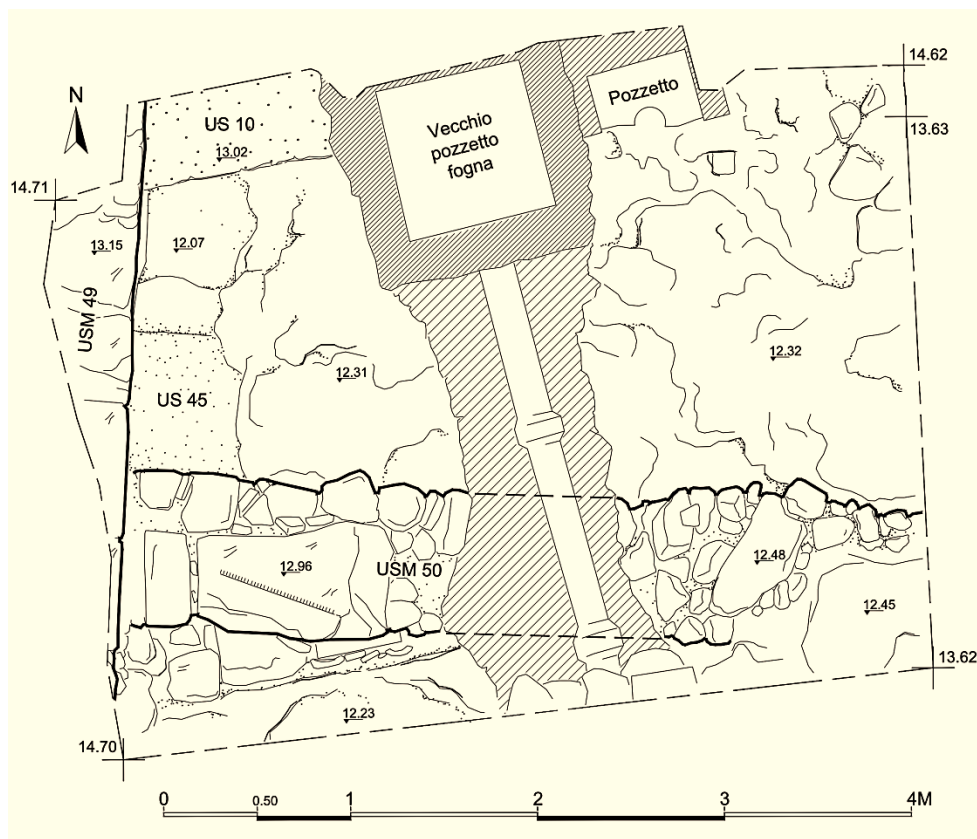 N
US 10
13.02
Vecchio
pozzetto
fogna
Pozzetto
14.62
13.63
14.71
13.15
12.07
USM 49
12.31
12.32
US 45
12.96
USM 50
12.48
12.45
12.23
13.62
14.70
0 0.50 1 2 3 4M